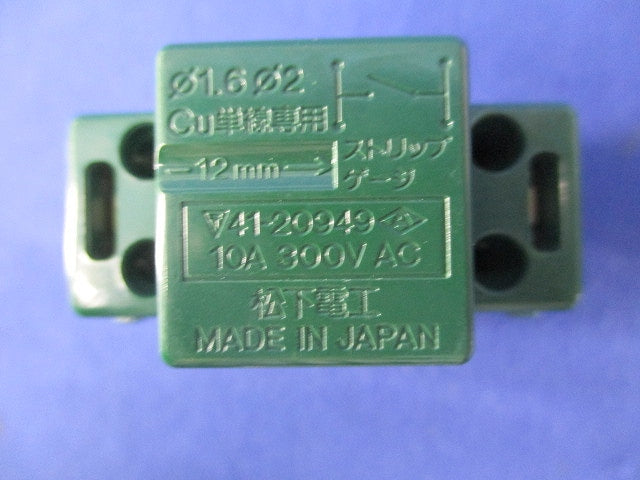 Ø1.6 Ø2
Cu単線専用
12mm ストリップゲージ
41-20949
10A 300V AC
松下電工
MADE IN JAPAN